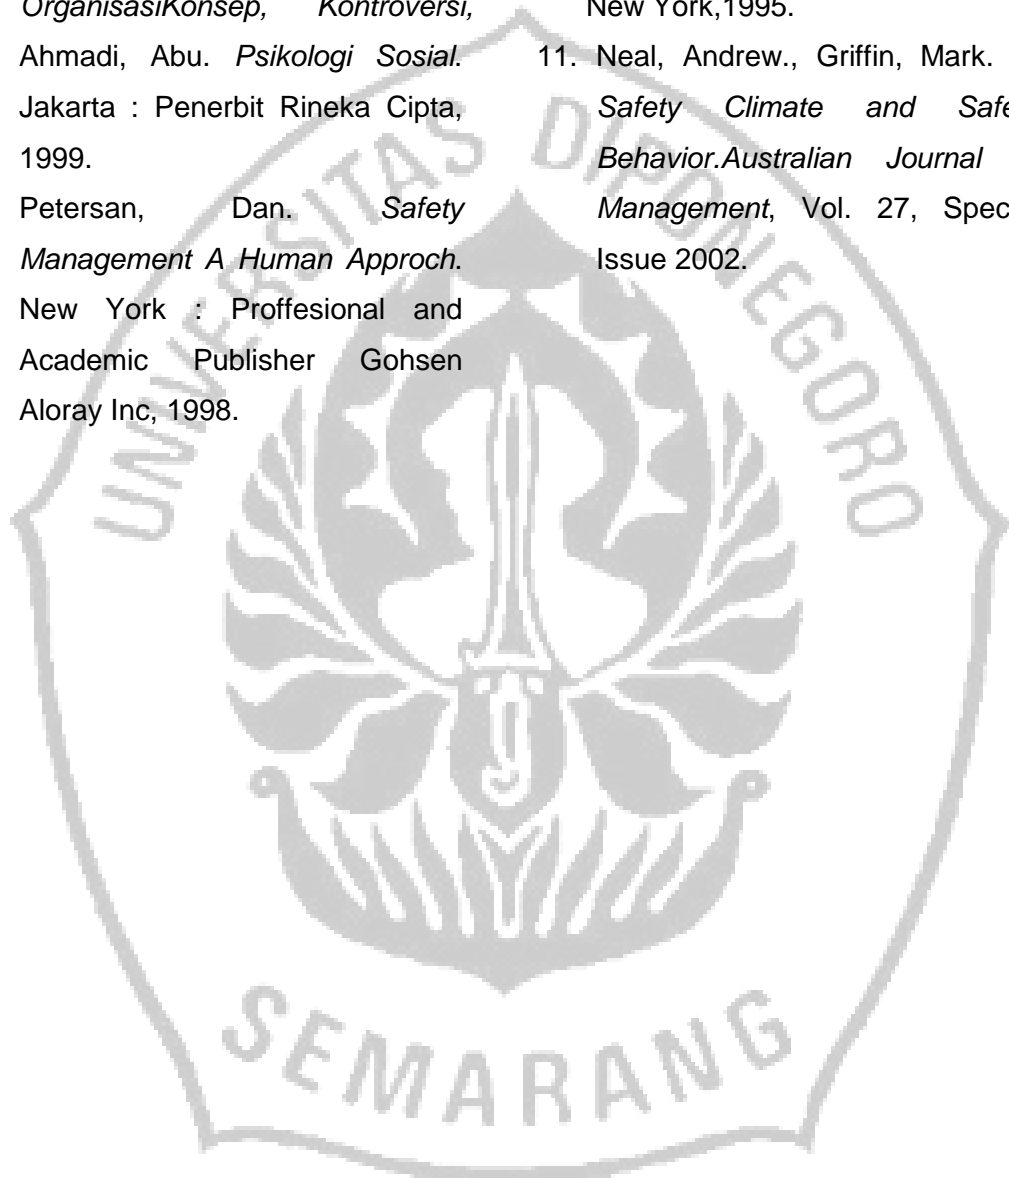 OrganisasiKonsep, Kontroversi,
Ahmadi, Abu. Psikologi Sosial.
Jakarta : Penerbit Rineka Cipta,
1999.
Petersan, Dan. Safety
Management A Human Approch.
New York : Proffesional and
Academic Publisher Gohsen
Aloray Inc, 1998.
New York,1995.
11. Neal, Andrew., Griffin, Mark.
Safety Climate and
Behavior.Australian Journal
Management, Vol. 27,
Issue 2002.
UNIVERSITAS DIPONEGORO
SEMARANG